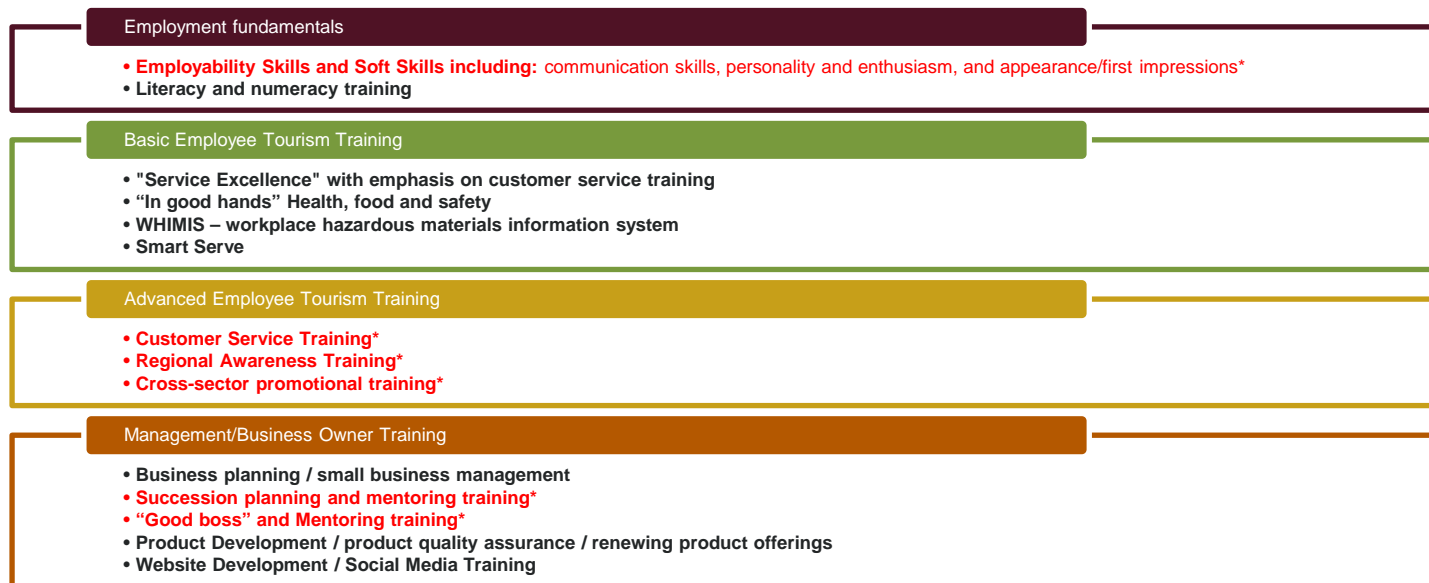 Employment fundamentals
• Employability Skills and Soft Skills including: communication skills, personality and enthusiasm, and appearance/first impressions*
• Literacy and numeracy training
Basic Employee Tourism Training
• "Service Excellence" with emphasis on customer service training
• “In good hands” Health, food and safety
• WHIMIS – workplace hazardous materials information system
• Smart Serve
Advanced Employee Tourism Training
• Customer Service Training*
• Regional Awareness Training*
• Cross-sector promotional training*
Management/Business Owner Training
• Business planning / small business management
• Succession planning and mentoring training*
• “Good boss” and Mentoring training*
• Product Development / product quality assurance / renewing product offerings
• Website Development / Social Media Training